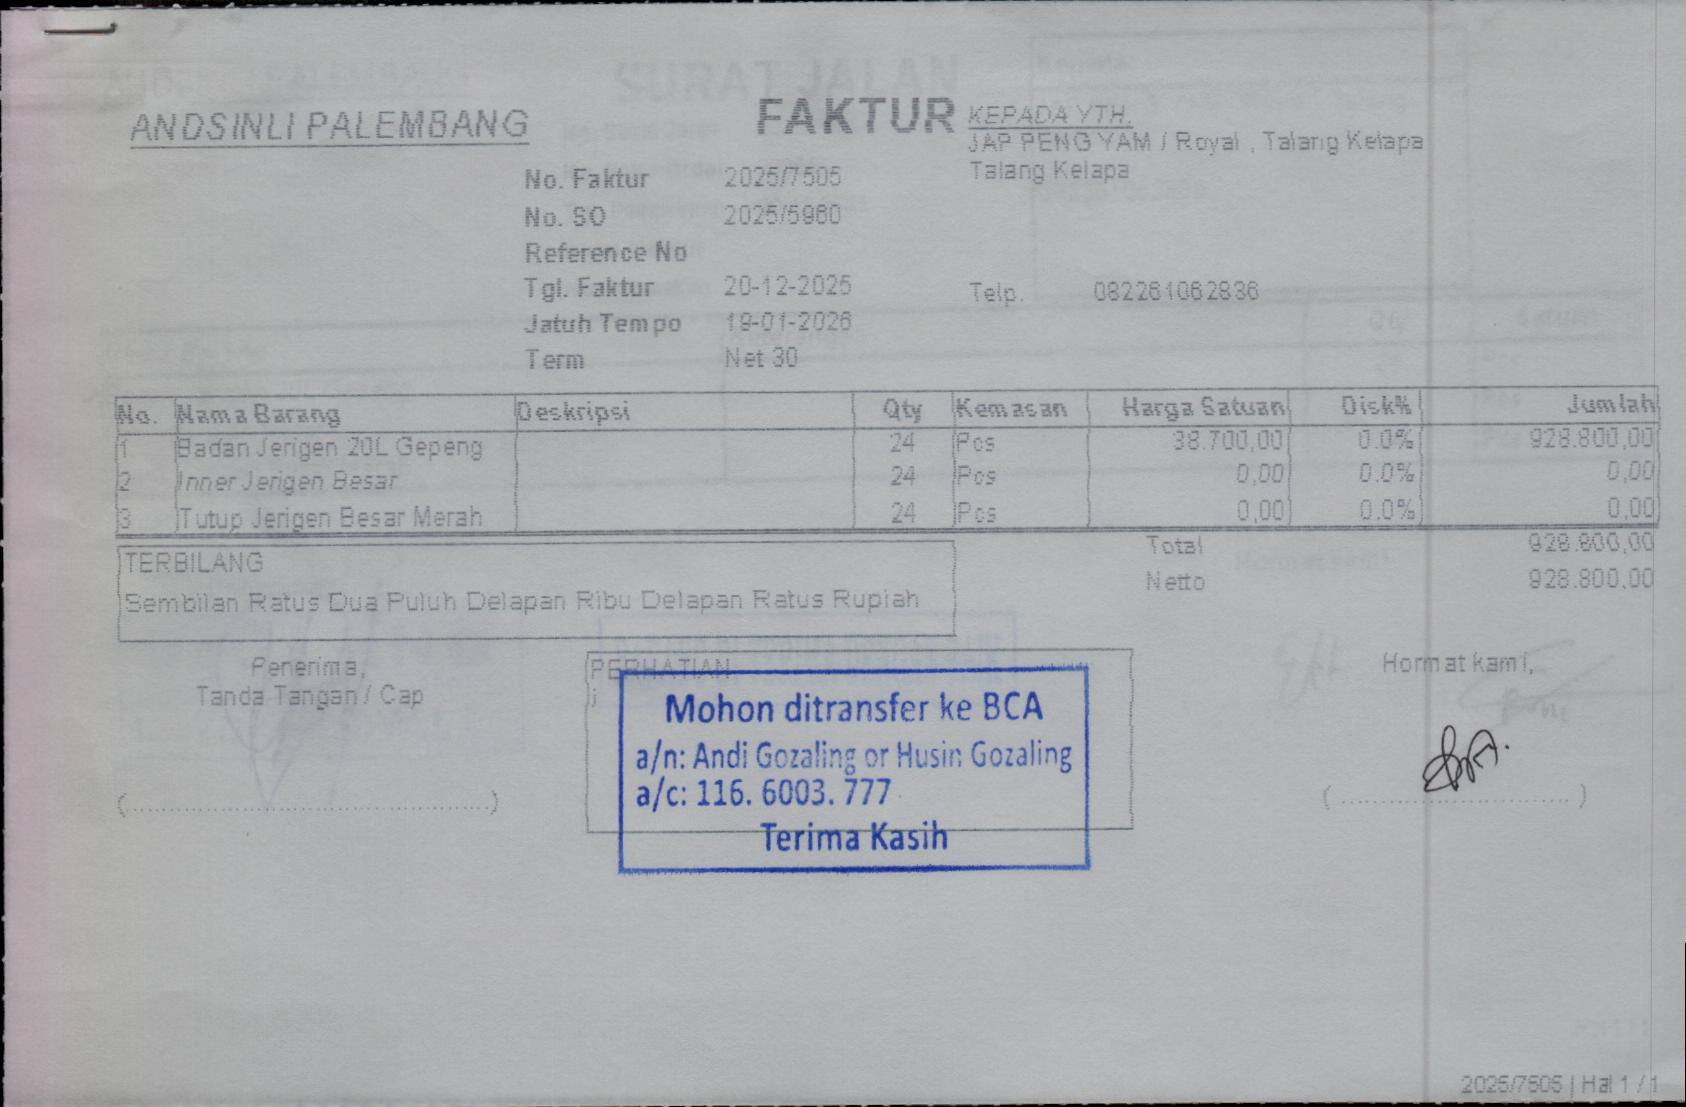 ANDSINLI PALEMBANG
FAKTUR
KEPADA YTH.
JAP PENG YAM / Royal , Talang Kelapa
Talang Kelapa
No. Faktur 2025/7505
No. SO 2025/5960
Reference No
Tgl. Faktur 20-12-2025
Telp. 082261062836
Jatuh Tempo 19-01-2026
Term Net 30
No. Nama Barang Deskripsi Qty Kemasan Harga Satuan Disk% Jumlah
1 Badan Jerigen 20L Gepeng 24 Pcs 38.700,00 0.0% 928.800,00
2 Inner Jerigen Besar 24 Pcs 0,00 0.0% 0,00
3 Tutup Jerigen Besar Merah 24 Pcs 0,00 0.0% 0,00
Total 928.800,00
Netto 928.800,00
TERBILANG
Sembilan Ratus Dua Puluh Delapan Ribu Delapan Ratus Rupiah
Penerima,
Tanda Tangan / Cap
(.............................................)
PERHATIAN
Mohon ditransfer ke BCA
a/n: Andi Gozaling or Husin Gozaling
a/c: 116. 6003. 777
Terima Kasih
Hormat kami,
(.............................)
SURAT JALAN
2025/7505 | Hal 1 / 1